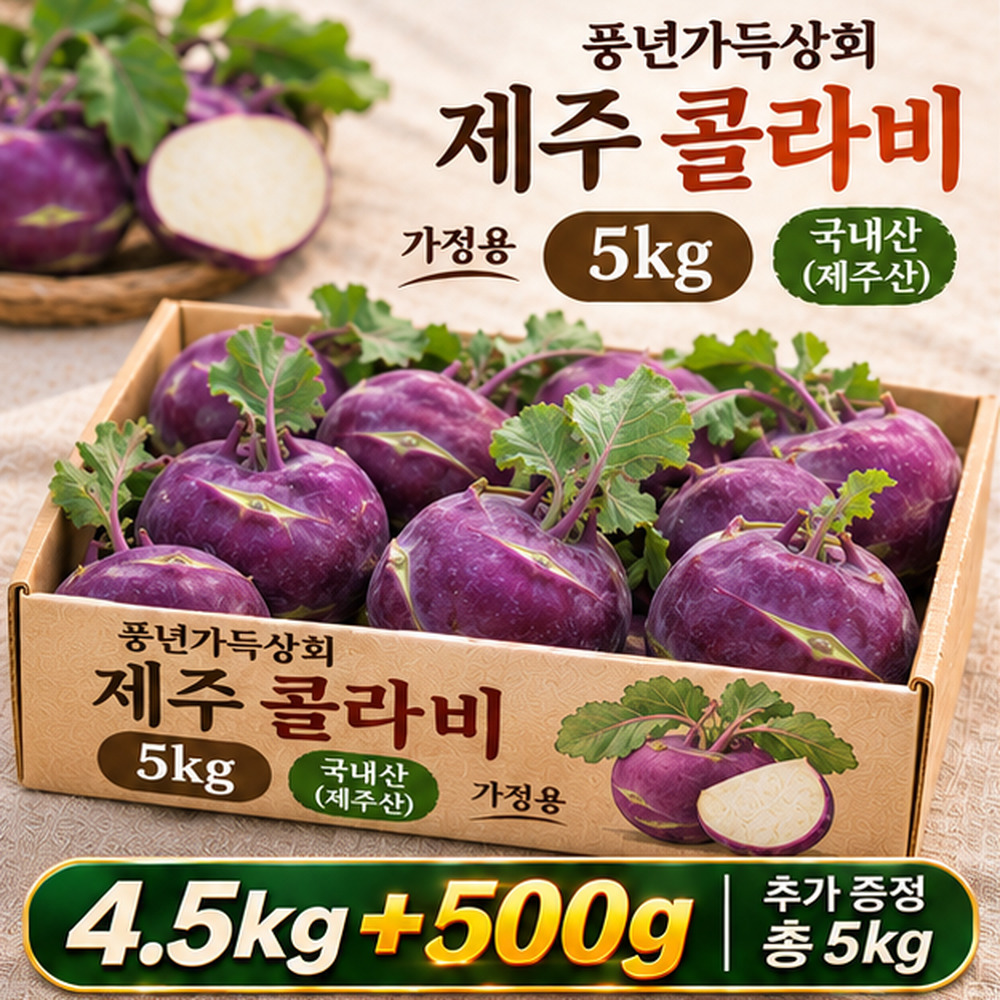 풍년가득상회
제주 콜라비
가정용
5kg
국내산
(제주산)
풍년가득상회
제주 콜라비
5kg
국내산
(제주산)
가정용
4.5kg+500g
추가 증정
총 5kg